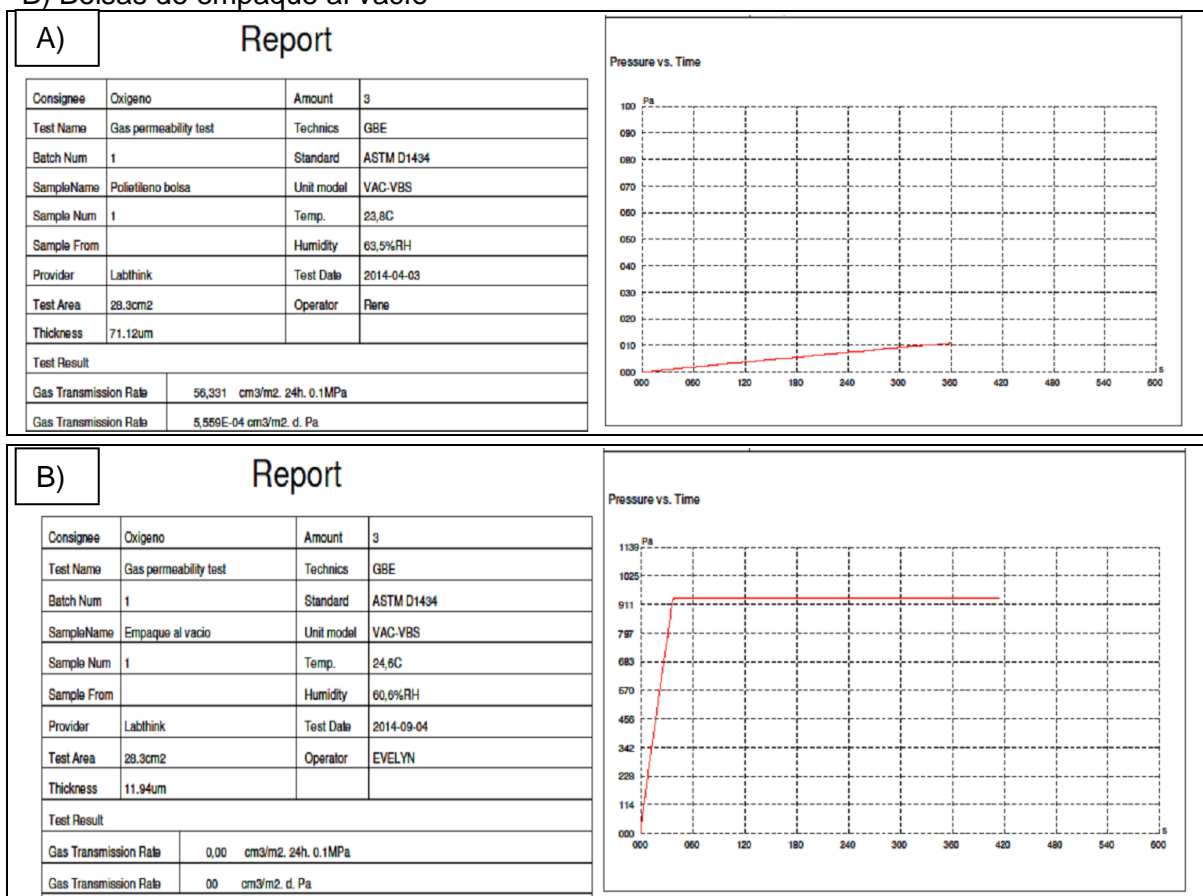 B) Bolsas de empaque al vacio
A)
Report
Consignee Oxigeno Amount 3
Test Name Gas permeability test Technics GBE
Batch Num 1 Standard ASTM D1434
SampleName Polietileno bolsa Unit model VAC-VBS
Sample Num 1 Temp. 23,8C
Sample From Humidity 63,5%RH
Provider Labthink Test Date 2014-04-03
Test Area 28.3cm2 Operator Rene
Thickness 71.12um
Test Result
Gas Transmission Rate 56,331 cm3/m2. 24h. 0.1MPa
Gas Transmission Rate 5,559E-04 cm3/m2. d. Pa
Pressure vs. Time
Pa
100
090
080
070
060
050
040
030
020
010
000
000 060 120 180 240 300 360 420 480 540 600 s
B)
Report
Consignee Oxigeno Amount 3
Test Name Gas permeability test Technics GBE
Batch Num 1 Standard ASTM D1434
SampleName Empaque al vacio Unit model VAC-VBS
Sample Num 1 Temp. 24,6C
Sample From Humidity 60,6%RH
Provider Labthink Test Date 2014-09-04
Test Area 28.3cm2 Operator EVELYN
Thickness 11.94um
Test Result
Gas Transmission Rate 0,00 cm3/m2. 24h. 0.1MPa
Gas Transmission Rate 00 cm3/m2. d. Pa
Pressure vs. Time
Pa
1139
1025
911
797
683
570
456
342
228
114
000
000 060 120 180 240 300 360 420 480 540 600 s